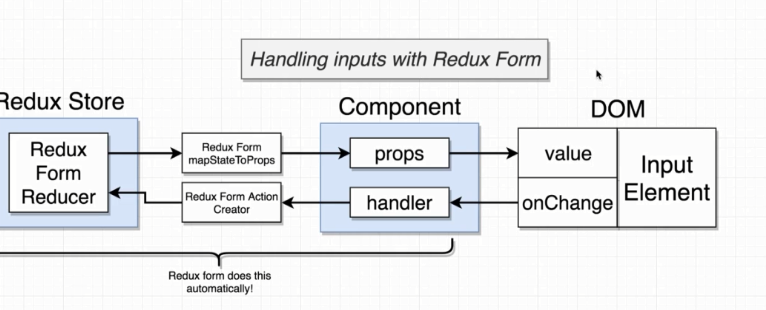 Handling inputs with Redux Form
Redux Store
Component
DOM
Redux
Form
Reducer
Redux Form
mapStateToProps
Redux Form Action
Creator
props
handler
value
onChange
Input
Element
Redux form does this
automatically!